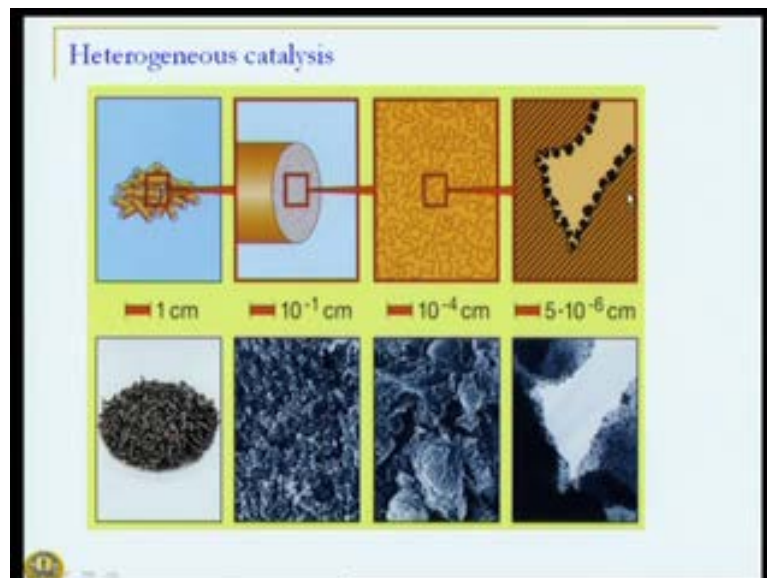 Heterogeneous catalysis
1 cm 10⁻¹ cm 10⁻⁴ cm 5·10⁻⁶ cm